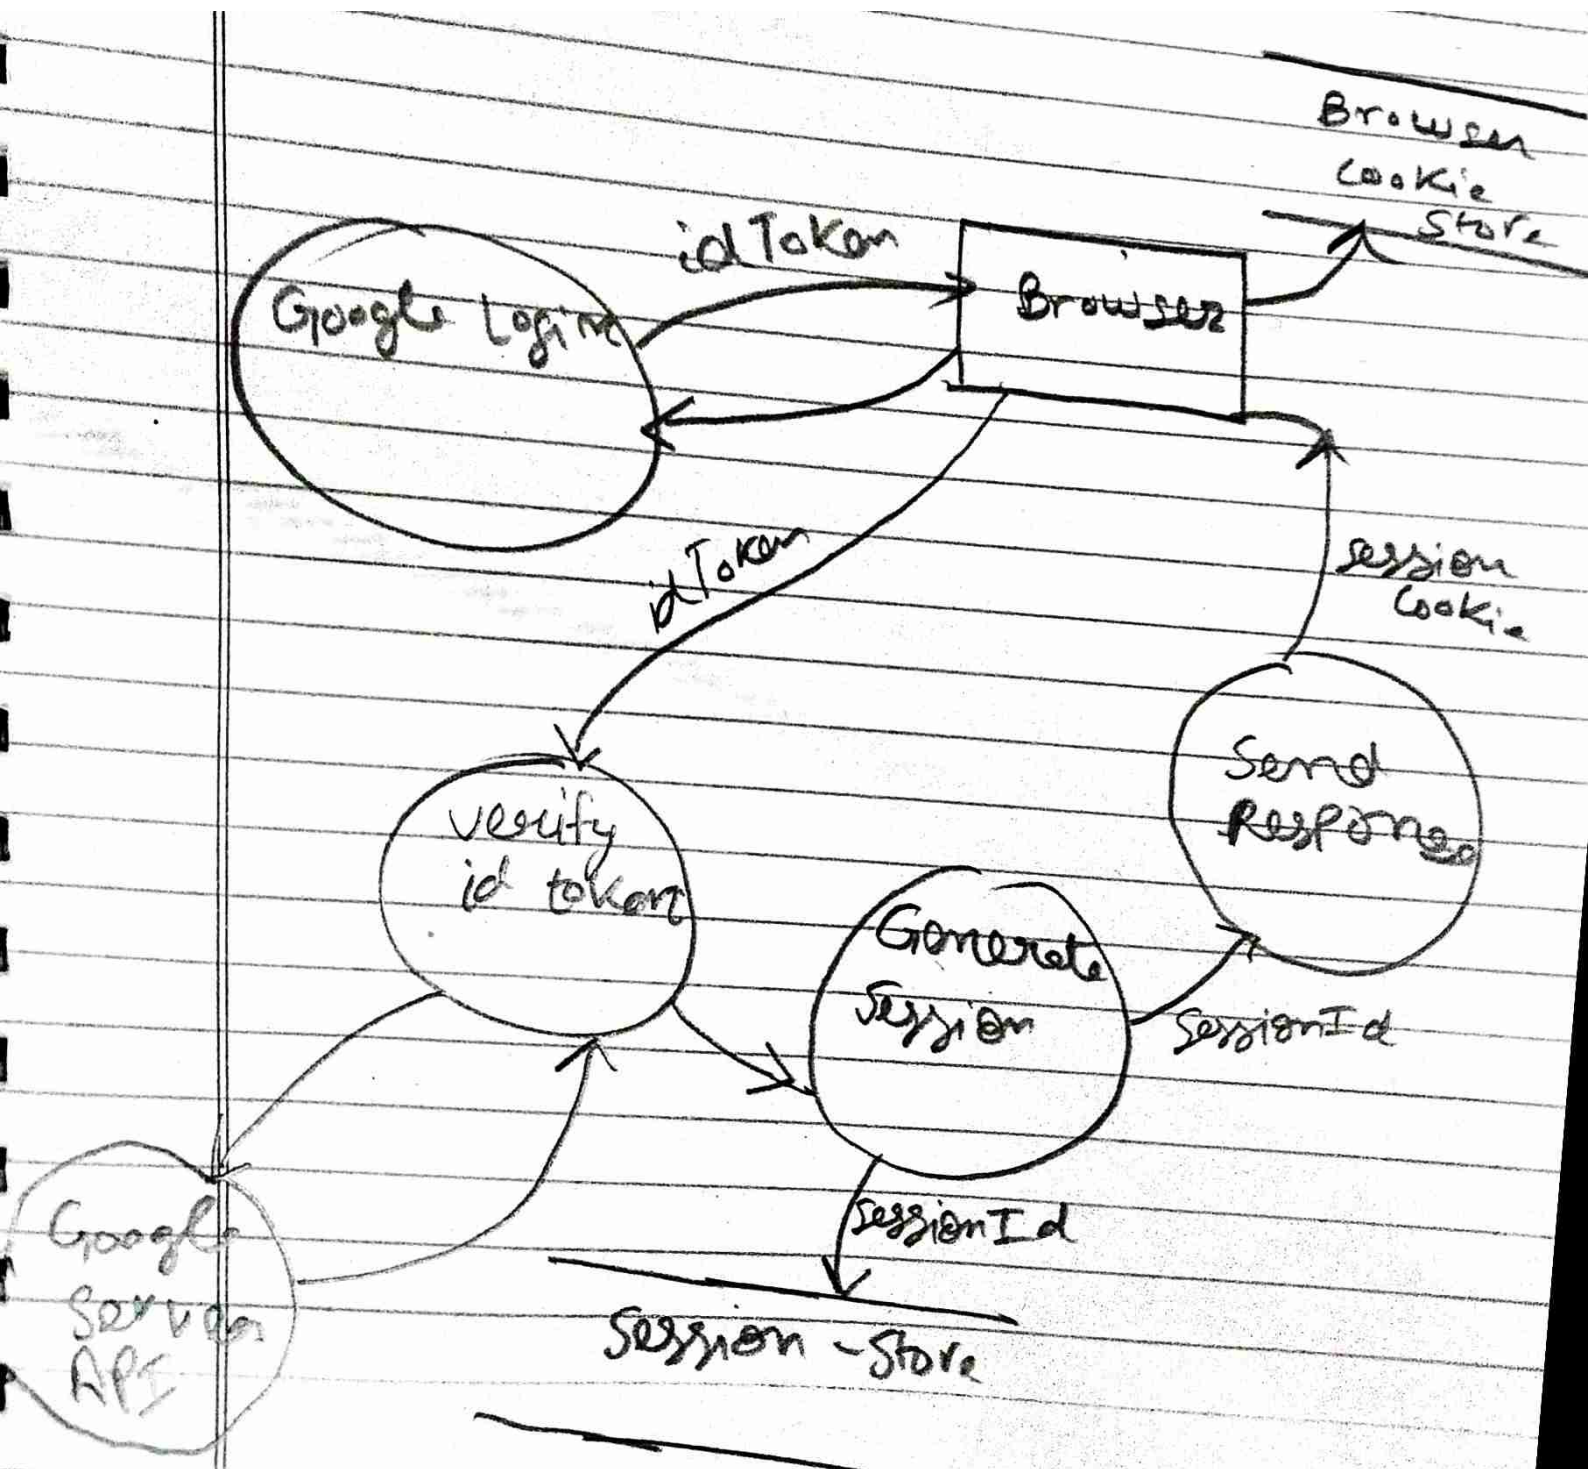 Browser
Cookie
Store
idToken
Google Login
Browser
idToken
session
Cookie
Send
Response
verify
id token
Generate
Session
SessionId
SessionId
Google
Server
API
Session-Store